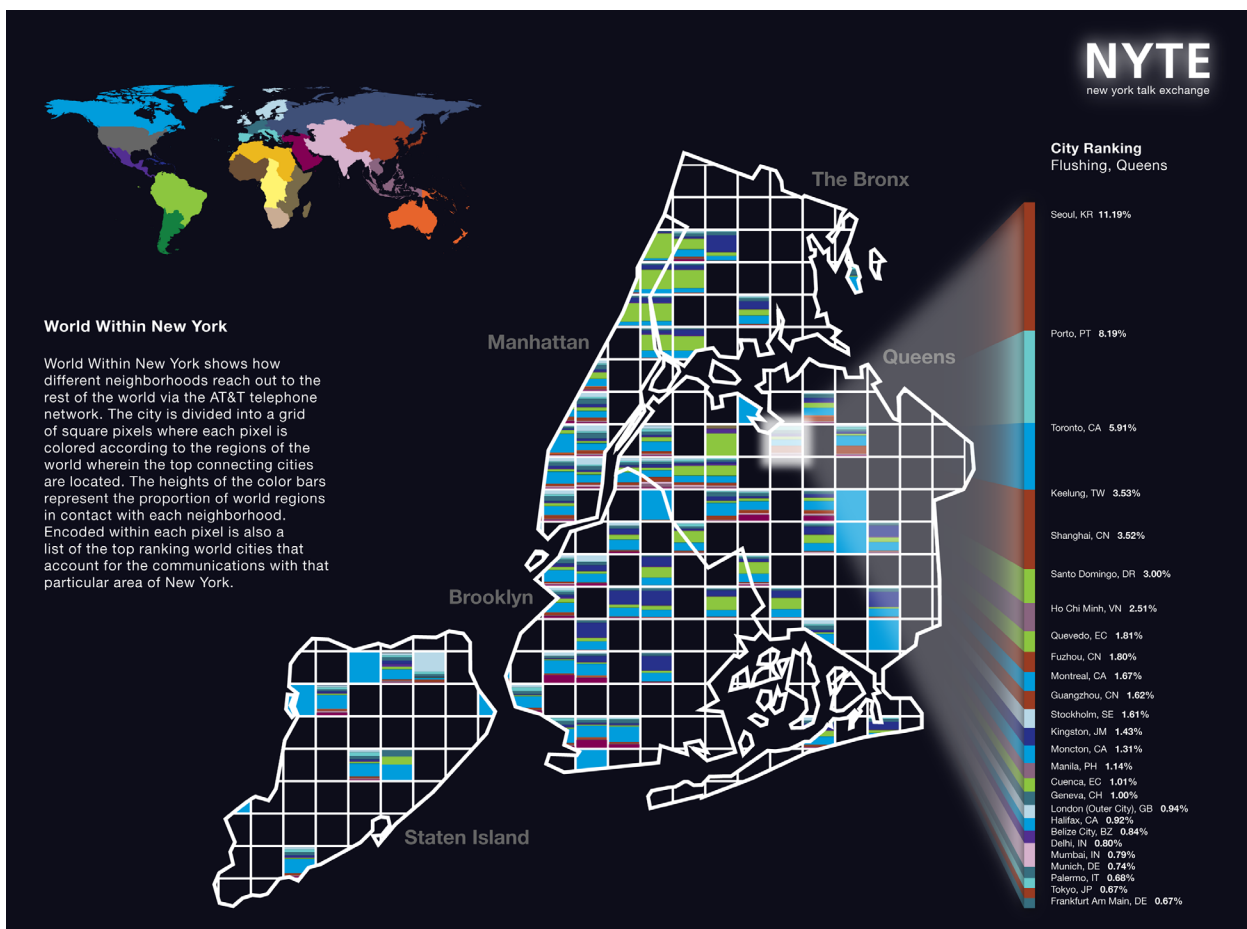 NYTE
new york talk exchange
City Ranking
Flushing, Queens
The Bronx
Manhattan
Queens
Brooklyn
Staten Island
World Within New York
World Within New York shows how
different neighborhoods reach out to the
rest of the world via the AT&T telephone
network. The city is divided into a grid
of square pixels where each pixel is
colored according to the regions of the
world wherein the top connecting cities
are located. The heights of the color bars
represent the proportion of world regions
in contact with each neighborhood.
Encoded within each pixel is also a
list of the top ranking world cities that
account for the communications with that
particular area of New York.
Seoul, KR 11.19%
Porto, PT 8.19%
Toronto, CA 5.91%
Keelung, TW 3.53%
Shanghai, CN 3.52%
Santo Domingo, DR 3.00%
Ho Chi Minh, VN 2.51%
Quevedo, EC 1.81%
Fuzhou, CN 1.80%
Montreal, CA 1.67%
Guangzhou, CN 1.62%
Stockholm, SE 1.61%
Kingston, JM 1.43%
Moncton, CA 1.31%
Manila, PH 1.14%
Cuenca, EC 1.01%
Geneva, CH 1.00%
London (Outer City), GB 0.94%
Halifax, CA 0.92%
Belize City, BZ 0.84%
Delhi, IN 0.80%
Mumbai, IN 0.79%
Munich, DE 0.74%
Palermo, IT 0.68%
Tokyo, JP 0.67%
Frankfurt Am Main, DE 0.67%